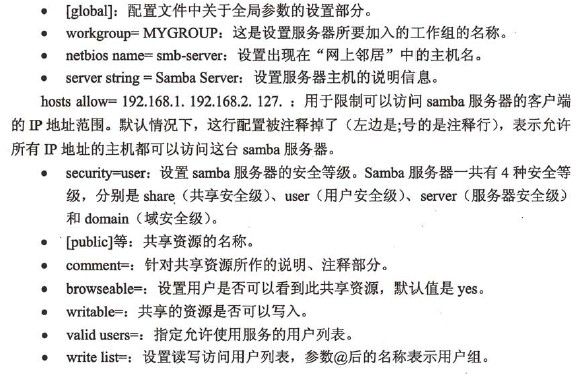 • [global]：配置文件中关于全局参数的设置部分。
• workgroup= MYGROUP：这是设置服务器所要加入的工作组的名称。
• netbios name= smb-server：设置出现在“网上邻居”中的主机名。
• server string = Samba Server：设置服务器主机的说明信息。
hosts allow= 192.168.1. 192.168.2. 127. ：用于限制可以访问 samba 服务器的客户端
的 IP 地址范围。默认情况下，这行配置被注释掉了（左边是;号的是注释行），表示允许
所有 IP 地址的主机都可以访问这台 samba 服务器。
• security=user：设置 samba 服务器的安全等级。Samba 服务器一共有 4 种安全等
级，分别是 share（共享安全级）、user（用户安全级）、server（服务器安全级）
和 domain（域安全级）。
• [public]等：共享资源的名称。
• comment=：针对共享资源所作的说明、注释部分。
• browseable=：设置用户是否可以看到此共享资源，默认值是 yes。
• writable=：共享的资源是否可以写入。
• valid users=：指定允许使用服务的用户列表。
• write list=：设置读写访问用户列表，参数@后的名称表示用户组。